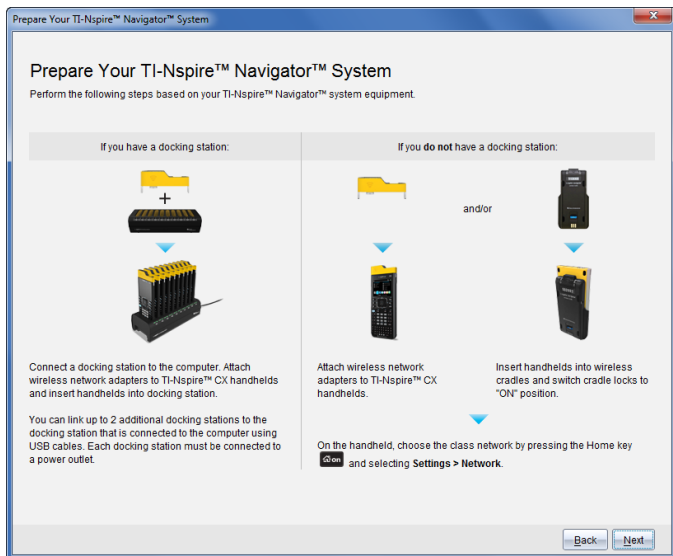 Prepare Your TI-Nspire™ Navigator™ System
Prepare Your TI-Nspire™ Navigator™ System
Perform the following steps based on your TI-Nspire™ Navigator™ system equipment.
If you have a docking station:
If you do not have a docking station:
+
and/or
Connect a docking station to the computer. Attach
wireless network adapters to TI-Nspire™ CX handhelds
and insert handhelds into docking station.
You can link up to 2 additional docking stations to the
docking station that is connected to the computer using
USB cables. Each docking station must be connected to
a power outlet.
Attach wireless network
adapters to TI-Nspire™ CX
handhelds.
Insert handhelds into wireless
cradles and switch cradle locks to
"ON" position.
On the handheld, choose the class network by pressing the Home key
on and selecting Settings > Network.
Back
Next